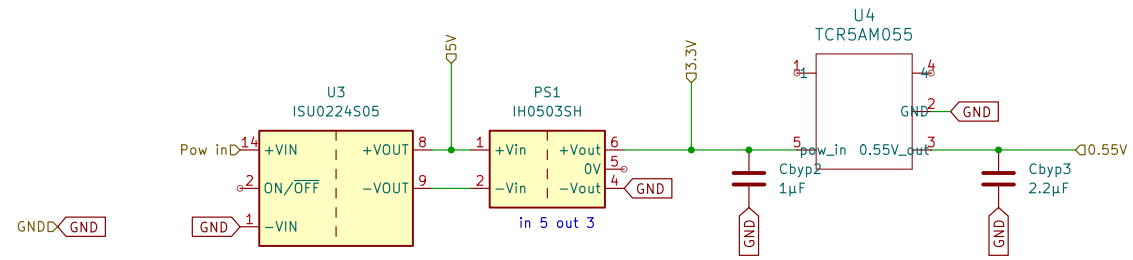 U4
TCR5AM055
5V
3.3V
U3
ISU0224S05
PS1
IH0503SH
1
1
4
4
GND
2
GND
Pow in
14
+VIN
+VOUT
8
1
+Vin
+Vout
6
5
pow_in
0.55V_out
3
0.55V
0V
5
2
ON/OFF
-VOUT
9
2
-Vin
-Vout
4
GND
Cbyp2
1µF
Cbyp3
2.2µF
GND
GND
GND
1
-VIN
in 5 out 3
GND
GND